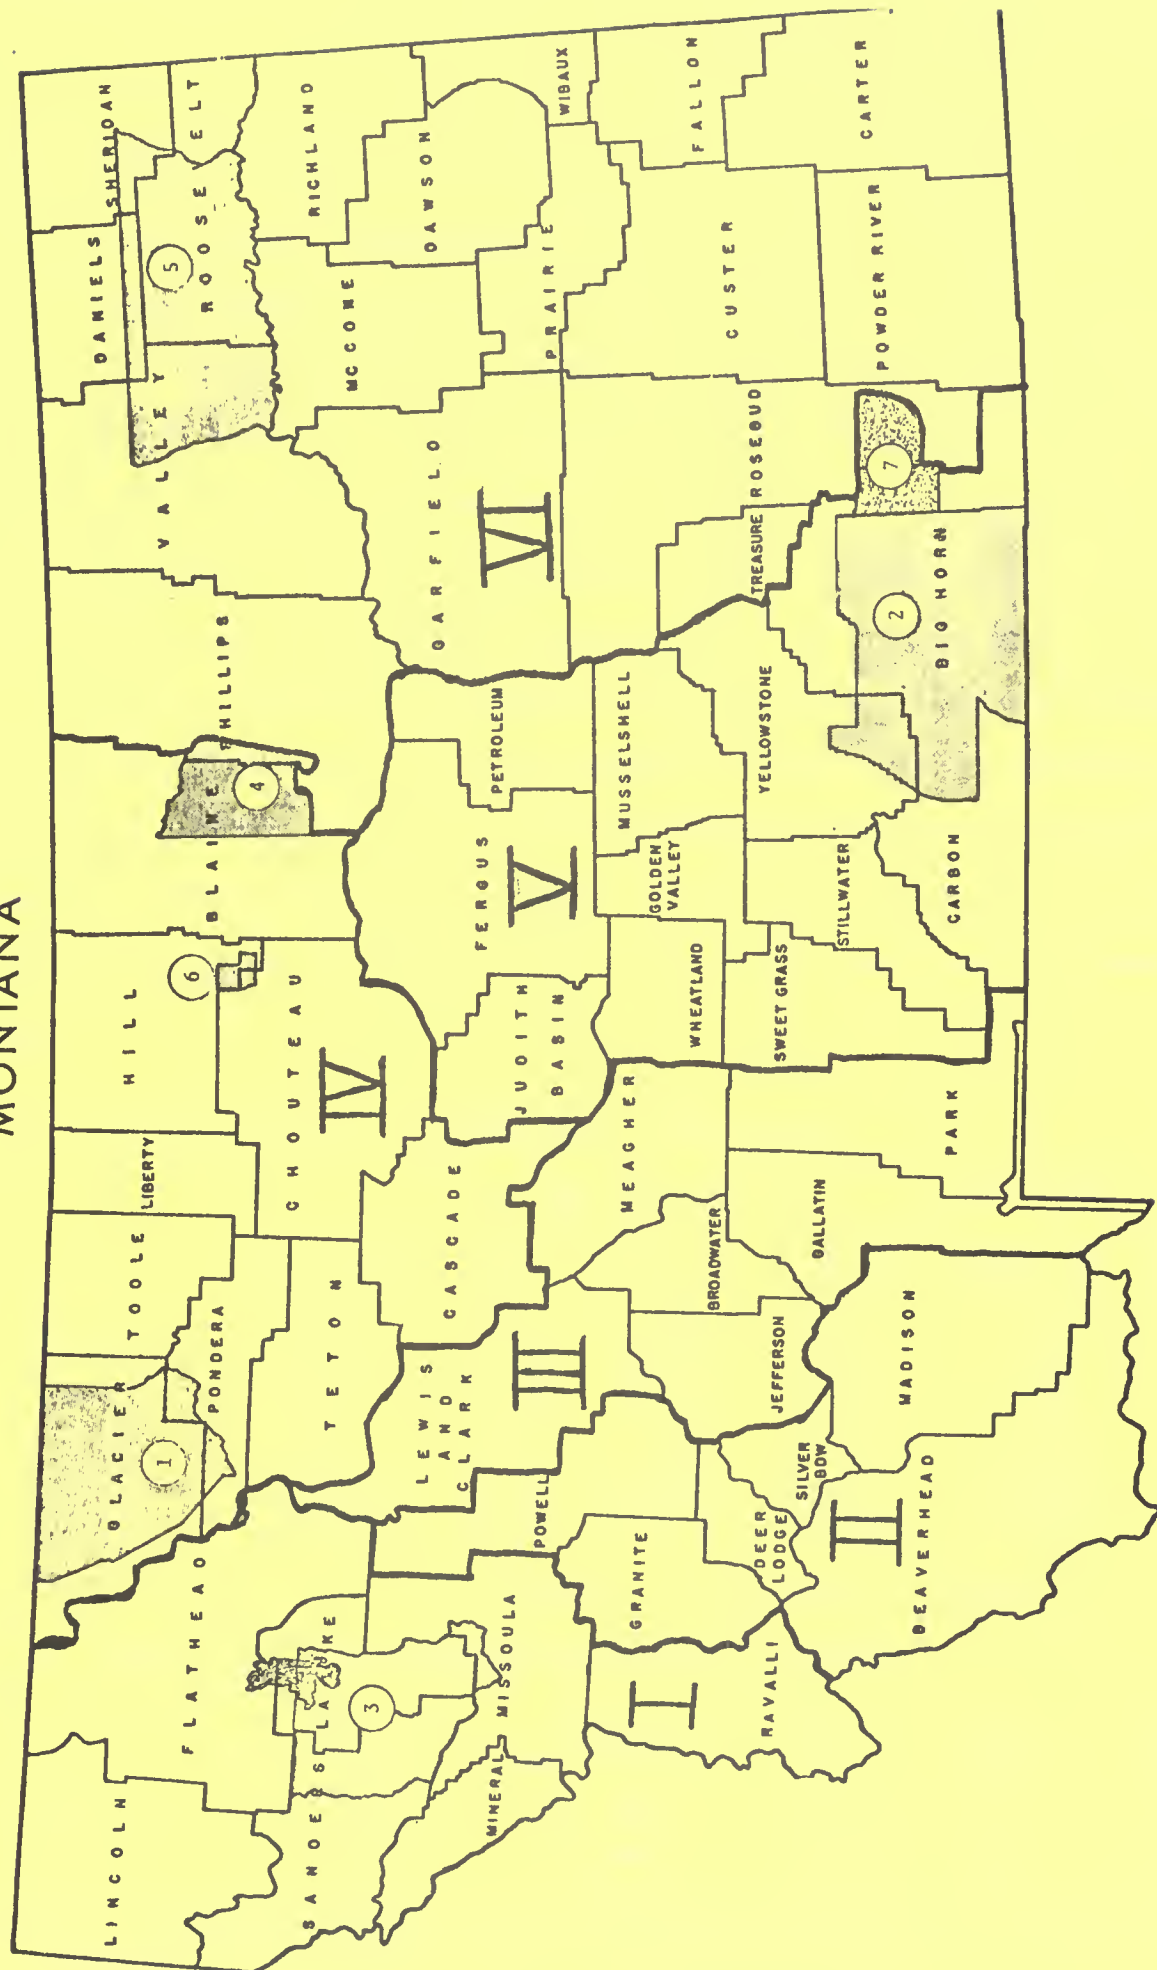 MONTANA
LINCOLN
FLATHEAD
GLACIER
1
TOOLE
LIBERTY
HILL
6
BLAINE
4
PHILLIPS
VALLEY
DANIELS
SHERIDAN
5
ROOSE ELT
PONDERA
TETON
CHOUTEAU
IV
SANDERS
LAKE
3
MINERAL
MISSOULA
POWELL
LEWIS
AND
CLARK
III
CASCADE
JUDITH
BASIN
FERGUS
V
PETROLEUM
GARFIELD
VI
MCCONE
RICHLAND
DAWSON
PRAIRIE
WIBAUX
I
RAVALLI
GRANITE
DEER
LODGE
SILVER
BOW
II
BEAVERHEAD
JEFFERSON
BROADWATER
MEAGHER
MADISON
GALLATIN
PARK
WHEATLAND
SWEET GRASS
GOLDEN
VALLEY
MUSSELSHELL
STILLWATER
YELLOWSTONE
CARBON
TREASURE
ROSEBUD
BIG HORN
2
7
CUSTER
POWDER RIVER
FALLON
CARTER